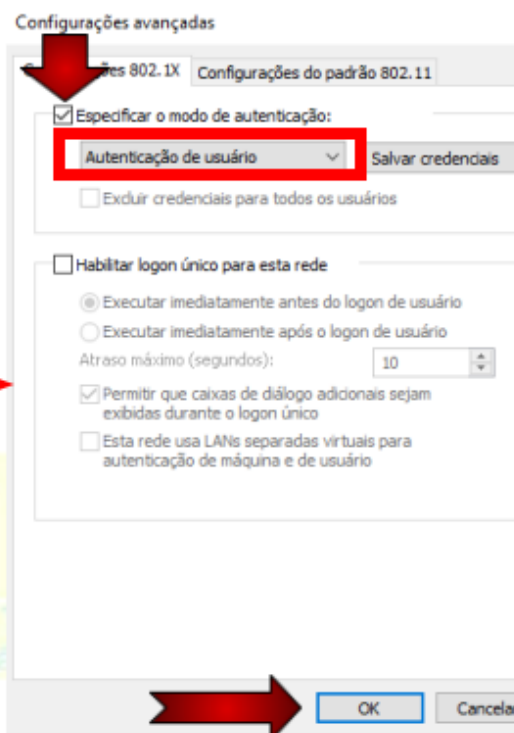 Configurações avançadas
ões 802.1X
Configurações do padrão 802.11
Especificar o modo de autenticação:
Autenticação de usuário
Salvar credenciais
Excluir credenciais para todos os usuários
Habilitar logon único para esta rede
Executar imediatamente antes do logon de usuário
Executar imediatamente após o logon de usuário
Atraso máximo (segundos):
10
Permitir que caixas de diálogo adicionais sejam
exibidas durante o logon único
Esta rede usa LANs separadas virtuais para
autenticação de máquina e de usuário
OK
Cancelar